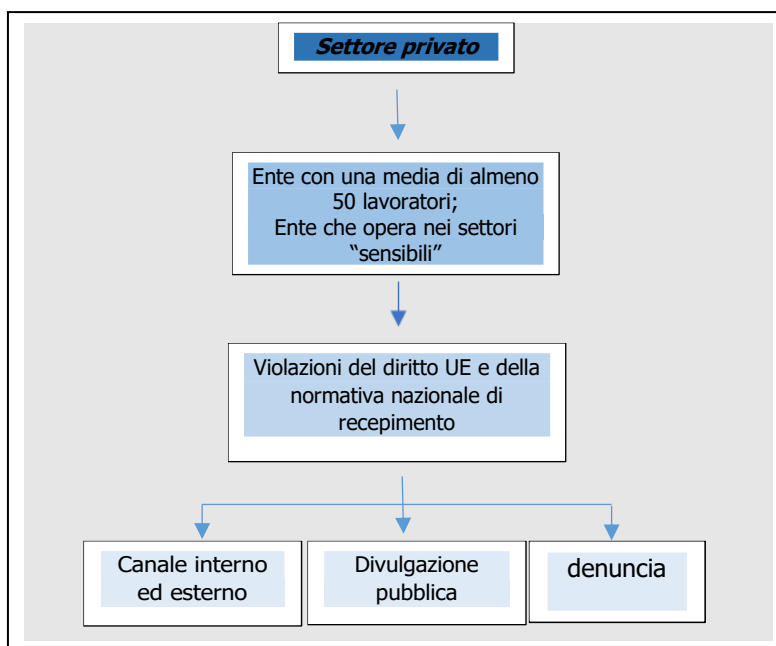 Settore privato
Ente con una media di almeno
50 lavoratori;
Ente che opera nei settori
“sensibili”
Violazioni del diritto UE e della
normativa nazionale di
recepimento
Canale interno
ed esterno
Divulgazione
pubblica
denuncia